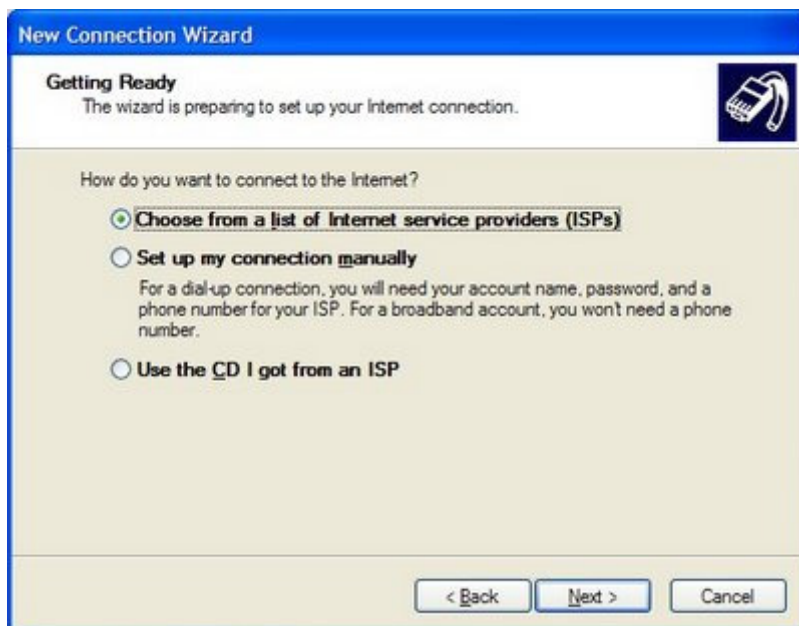 New Connection Wizard
Getting Ready
The wizard is preparing to set up your Internet connection.
How do you want to connect to the Internet?
Choose from a list of Internet service providers (ISPs)
Set up my connection manually
For a dial-up connection, you will need your account name, password, and a
phone number for your ISP. For a broadband account, you won't need a phone
number.
Use the CD I got from an ISP
< Back
Next >
Cancel